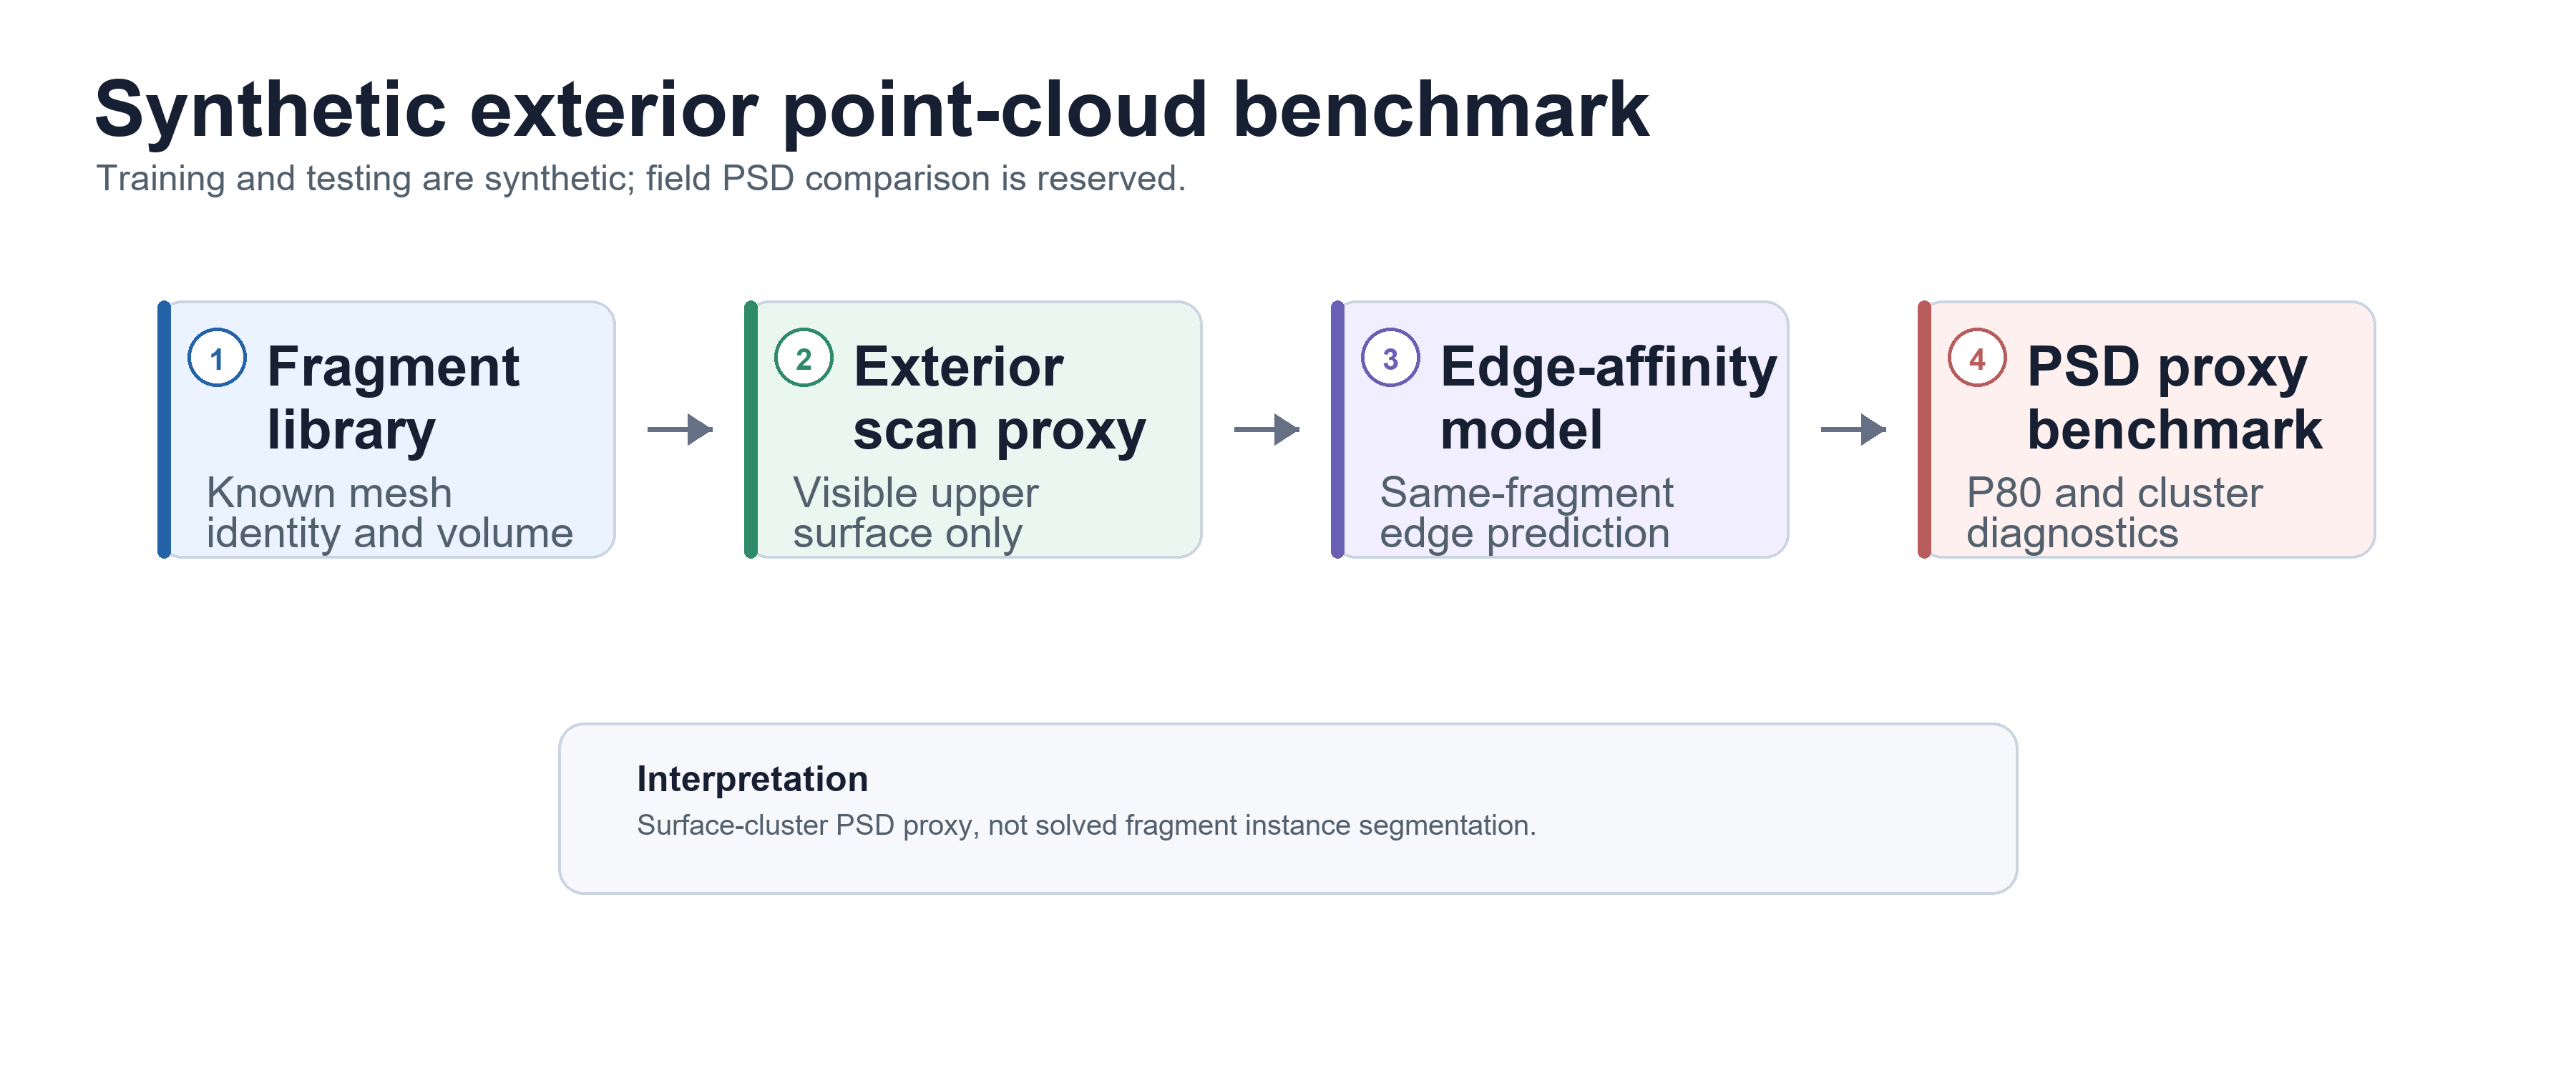 Synthetic exterior point-cloud benchmark
Training and testing are synthetic; field PSD comparison is reserved.
1
Fragment
library
Known mesh
identity and volume
2
Exterior
scan proxy
Visible upper
surface only
3
Edge-affinity
model
Same-fragment
edge prediction
4
PSD proxy
benchmark
P80 and cluster
diagnostics
Interpretation
Surface-cluster PSD proxy, not solved fragment instance segmentation.